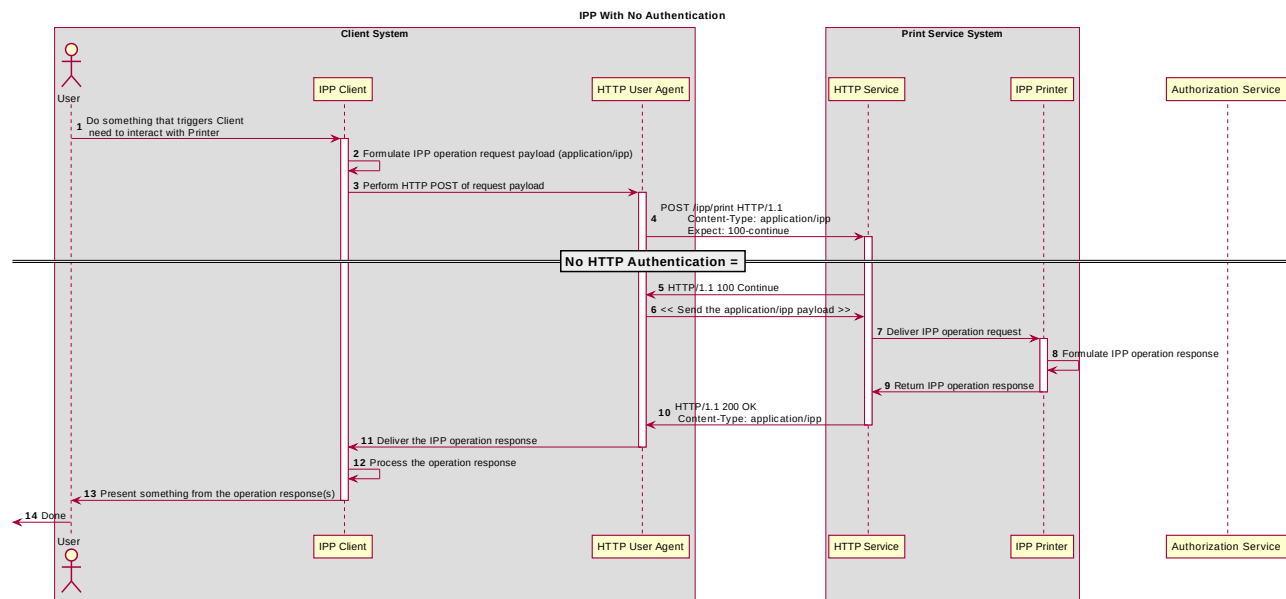 IPP With No Authentication
Client System
Print Service System
User
IPP Client
HTTP User Agent
HTTP Service
IPP Printer
Authorization Service
1 Do something that triggers Client
need to interact with Printer
2 Formulate IPP operation request payload (application/ipp)
3 Perform HTTP POST of request payload
POST /ipp/print HTTP/1.1
4 Content-Type: application/ipp
Expect: 100-continue
No HTTP Authentication =
5 HTTP/1.1 100 Continue
6 << Send the application/ipp payload >>
7 Deliver IPP operation request
8 Formulate IPP operation response
9 Return IPP operation response
HTTP/1.1 200 OK
10 Content-Type: application/ipp
11 Deliver the IPP operation response
12 Process the operation response
13 Present something from the operation response(s)
14 Done
User
IPP Client
HTTP User Agent
HTTP Service
IPP Printer
Authorization Service